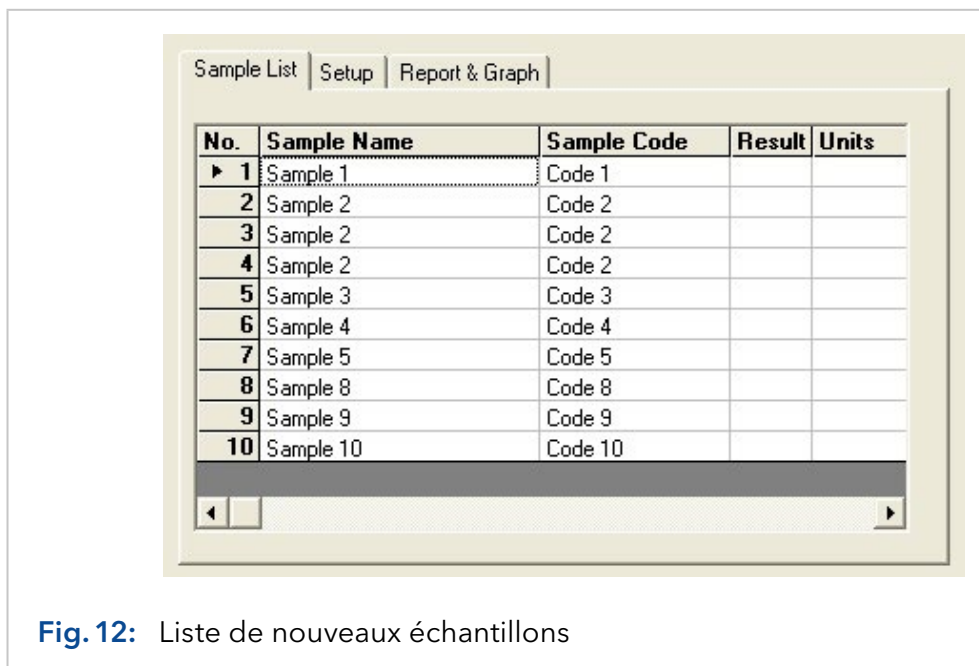 Sample List Setup Report & Graph
No. Sample Name Sample Code Result Units
1 Sample 1 Code 1
2 Sample 2 Code 2
3 Sample 2 Code 2
4 Sample 2 Code 2
5 Sample 3 Code 3
6 Sample 4 Code 4
7 Sample 5 Code 5
8 Sample 8 Code 8
9 Sample 9 Code 9
10 Sample 10 Code 10
Fig. 12: Liste de nouveaux échantillons